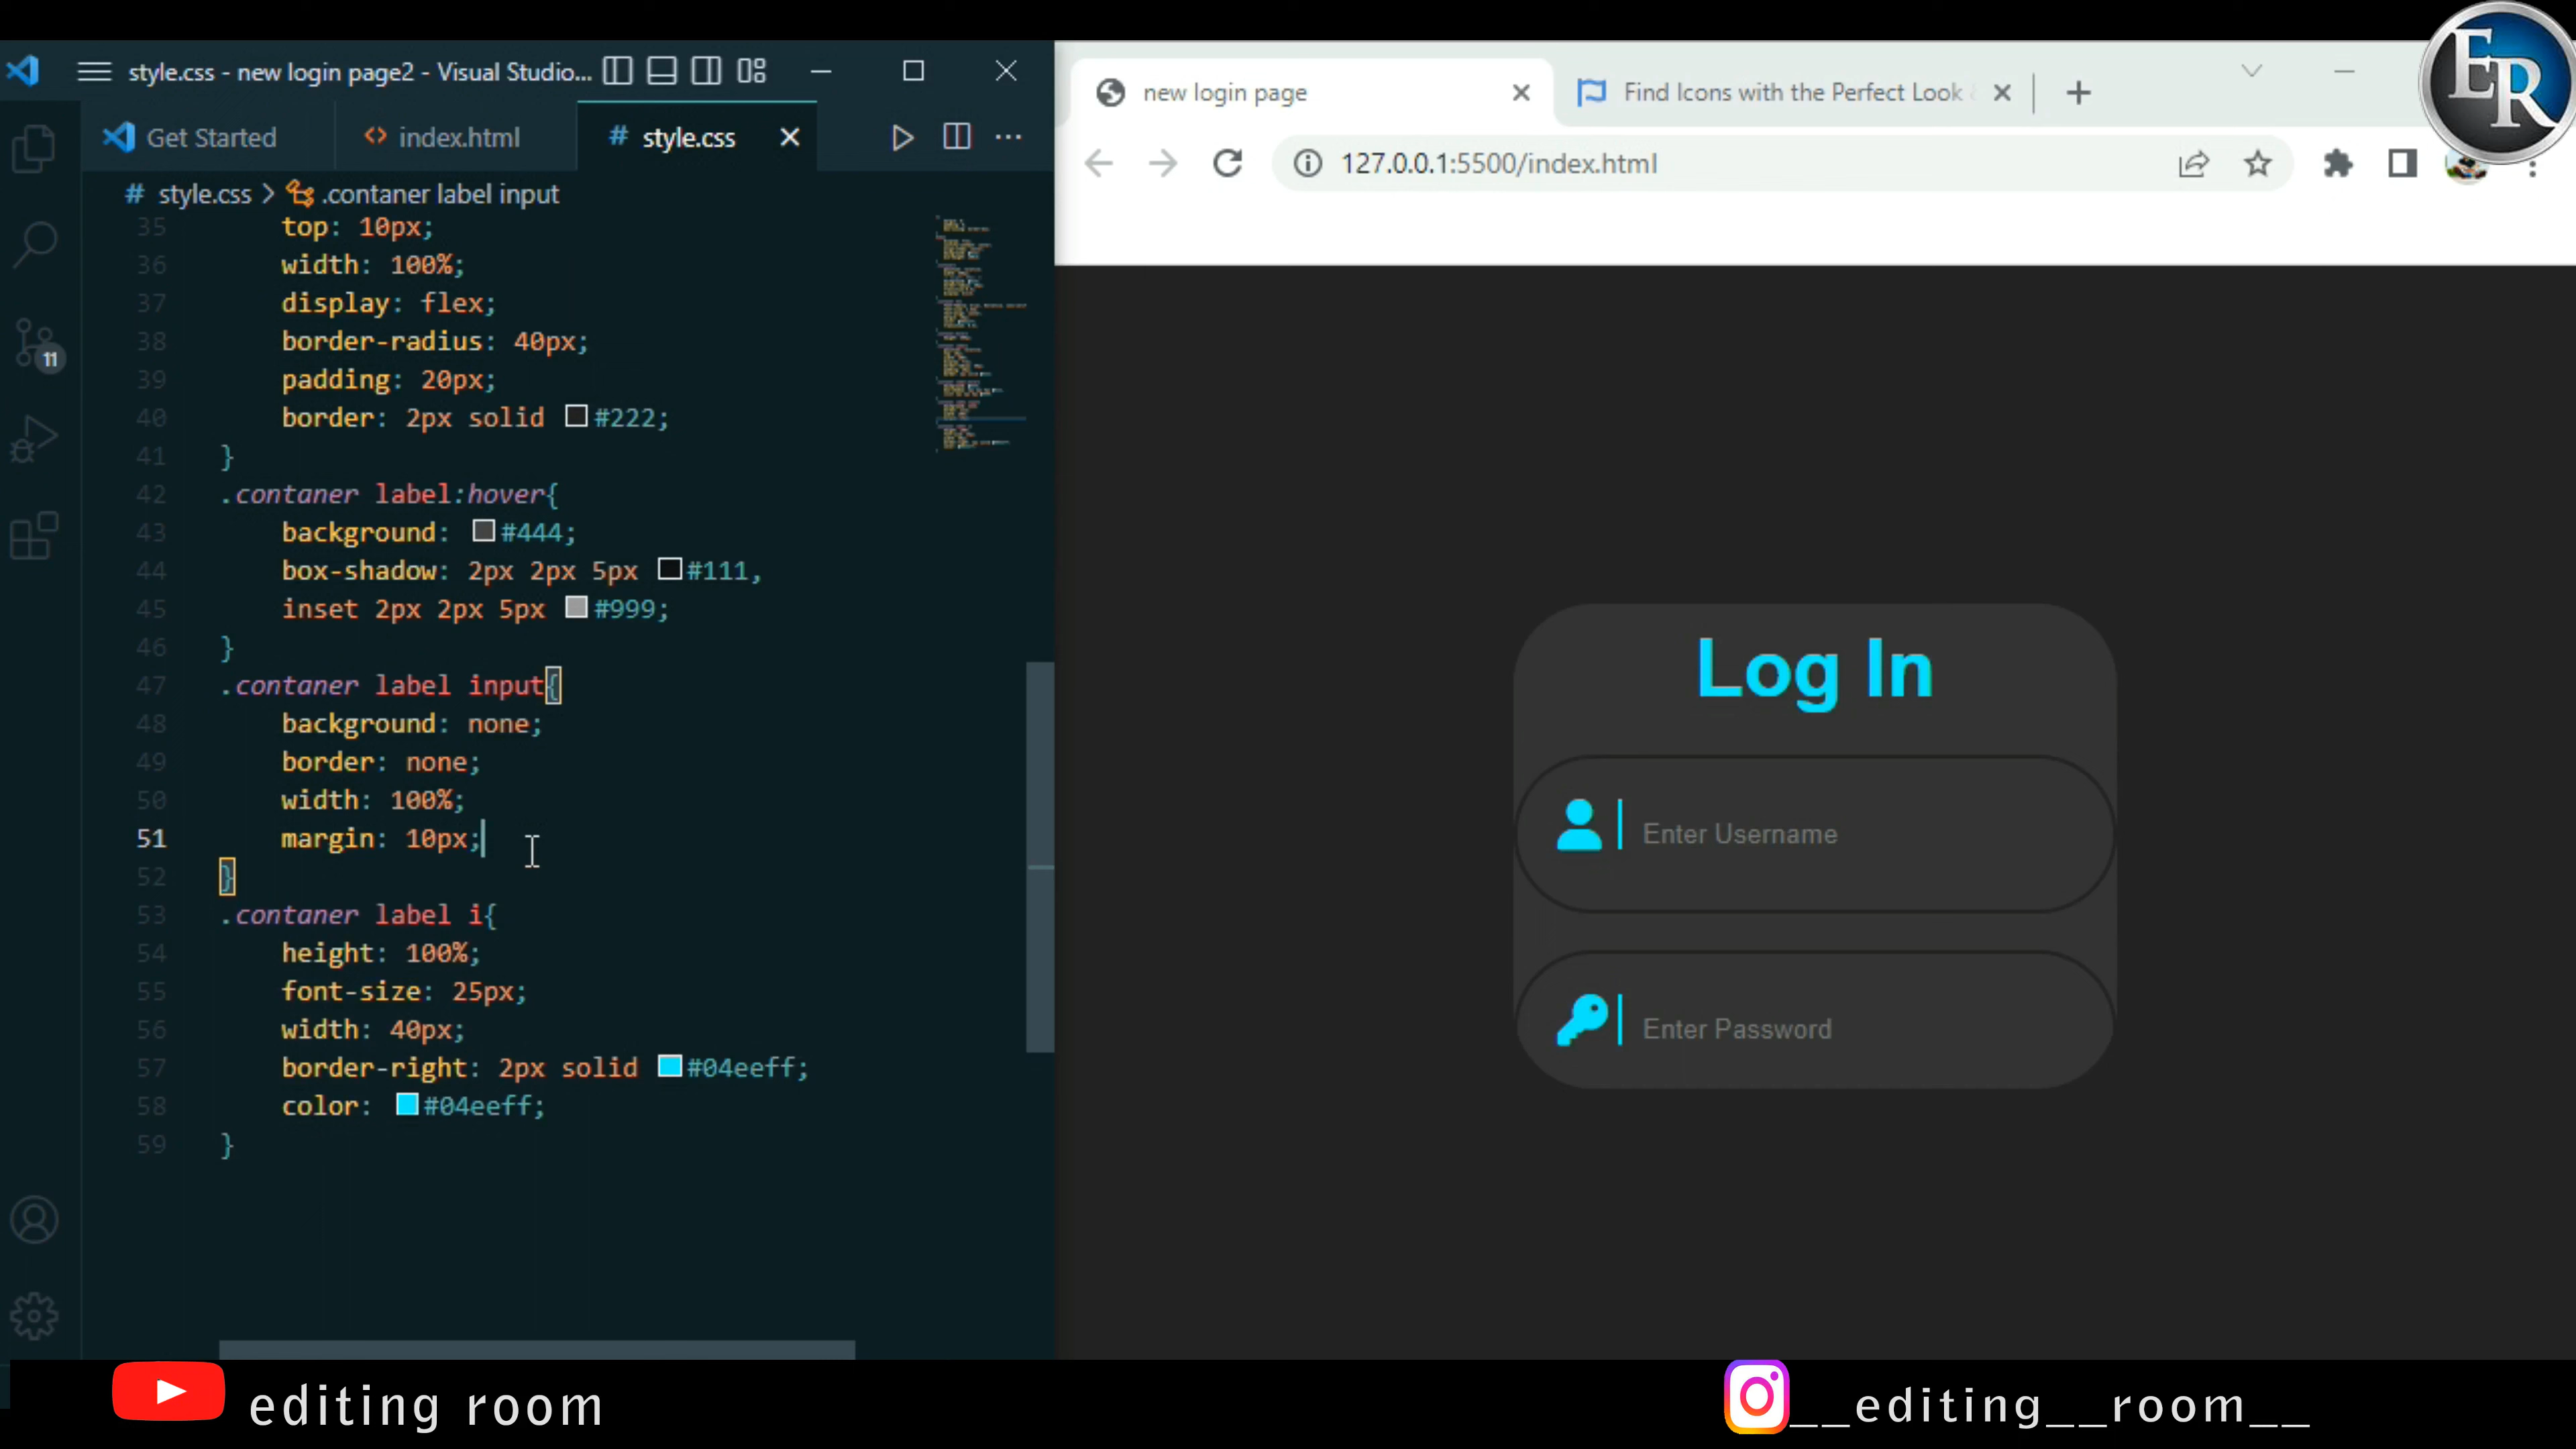 style.css - new login page2 - Visual Studio...
Get Started
index.html
# style.css
# style.css > .contaner label input
35 top: 10px;
36 width: 100%;
37 display: flex;
38 border-radius: 40px;
39 padding: 20px;
40 border: 2px solid #222;
41 }
42 .contaner label:hover{
43 background: #444;
44 box-shadow: 2px 2px 5px #111,
45 inset 2px 2px 5px #999;
46 }
47 .contaner label input{
48 background: none;
49 border: none;
50 width: 100%;
51 margin: 10px;
52 }
53 .contaner label i{
54 height: 100%;
55 font-size: 25px;
56 width: 40px;
57 border-right: 2px solid #04eeff;
58 color: #04eeff;
59 }
11
new login page
Find Icons with the Perfect Look
127.0.0.1:5500/index.html
ER
Log In
Enter Username
Enter Password
editing room
__editing__room__